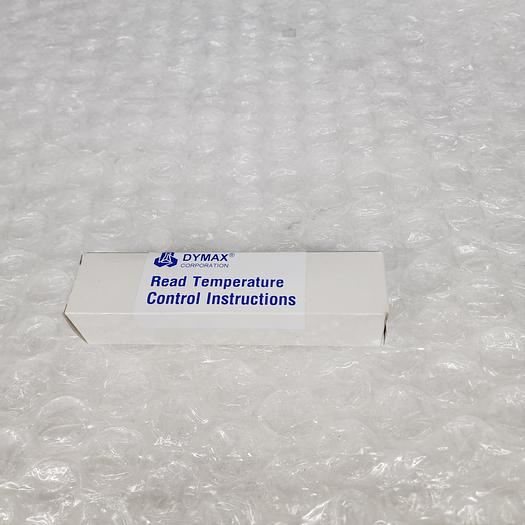 DYMAX®
CORPORATION
Read Temperature
Control Instructions